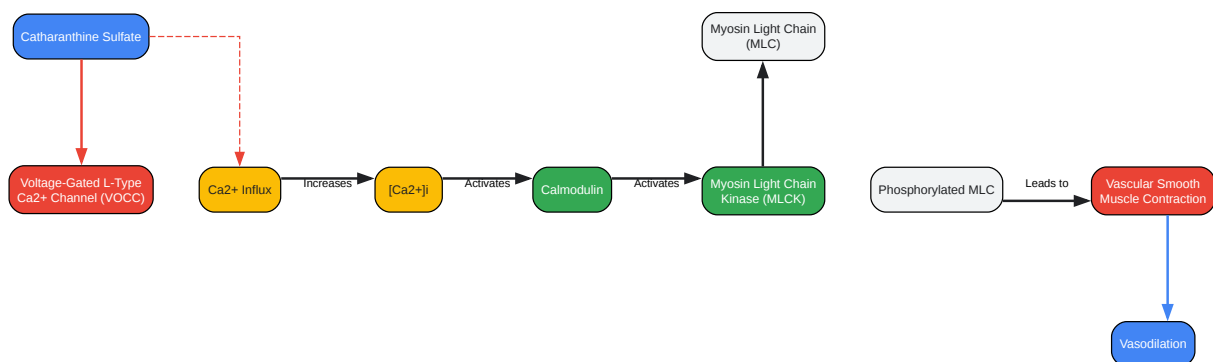 Catharanthine Sulfate
Myosin Light Chain
(MLC)
Voltage-Gated L-Type
Ca2+ Channel (VOCC)
Ca2+ Influx
Increases
[Ca2+]i
Activates
Calmodulin
Activates
Myosin Light Chain
Kinase (MLCK)
Phosphorylated MLC
Leads to
Vascular Smooth
Muscle Contraction
Vasodilation